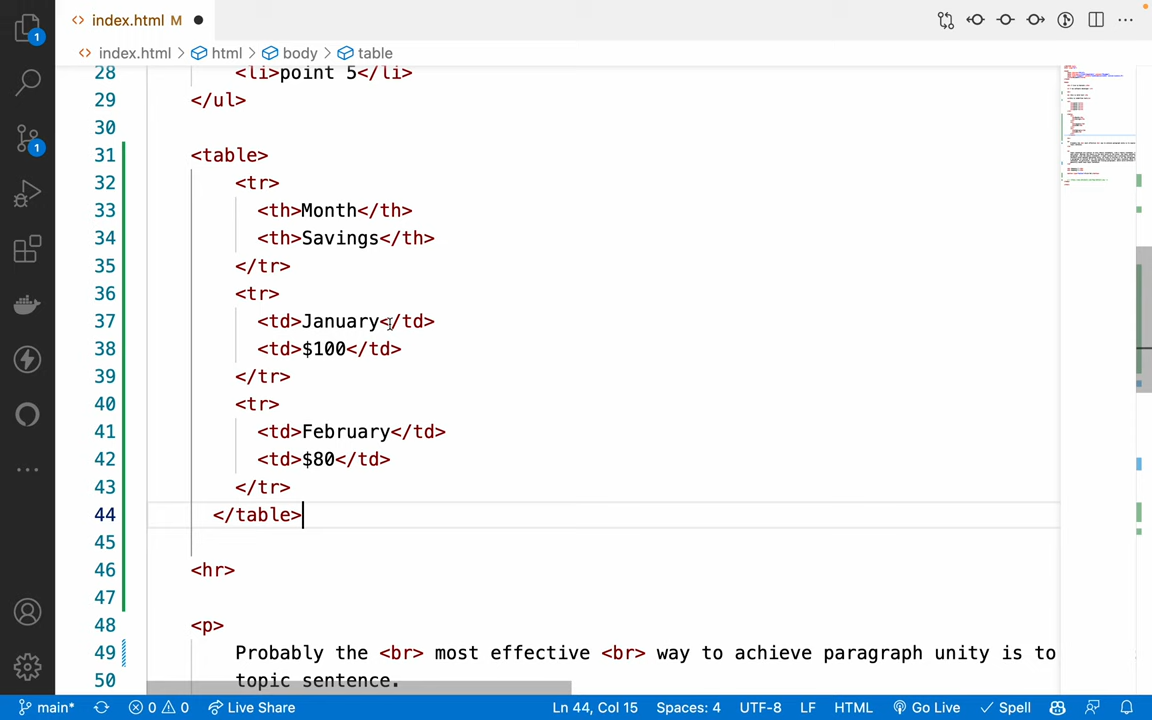 index.html M
index.html > html > body > table
28 <li>point 5</li>
29 </ul>
30
31 <table>
32 <tr>
33 <th>Month</th>
34 <th>Savings</th>
35 </tr>
36 <tr>
37 <td>January</td>
38 <td>$100</td>
39 </tr>
40 <tr>
41 <td>February</td>
42 <td>$80</td>
43 </tr>
44 </table>
45
46 <hr>
47
48 <p>
49 Probably the <br> most effective <br> way to achieve paragraph unity is to
50 topic sentence.
1
1
main* 0 0 Live Share Ln 44, Col 15 Spaces: 4 UTF-8 LF HTML Go Live Spell